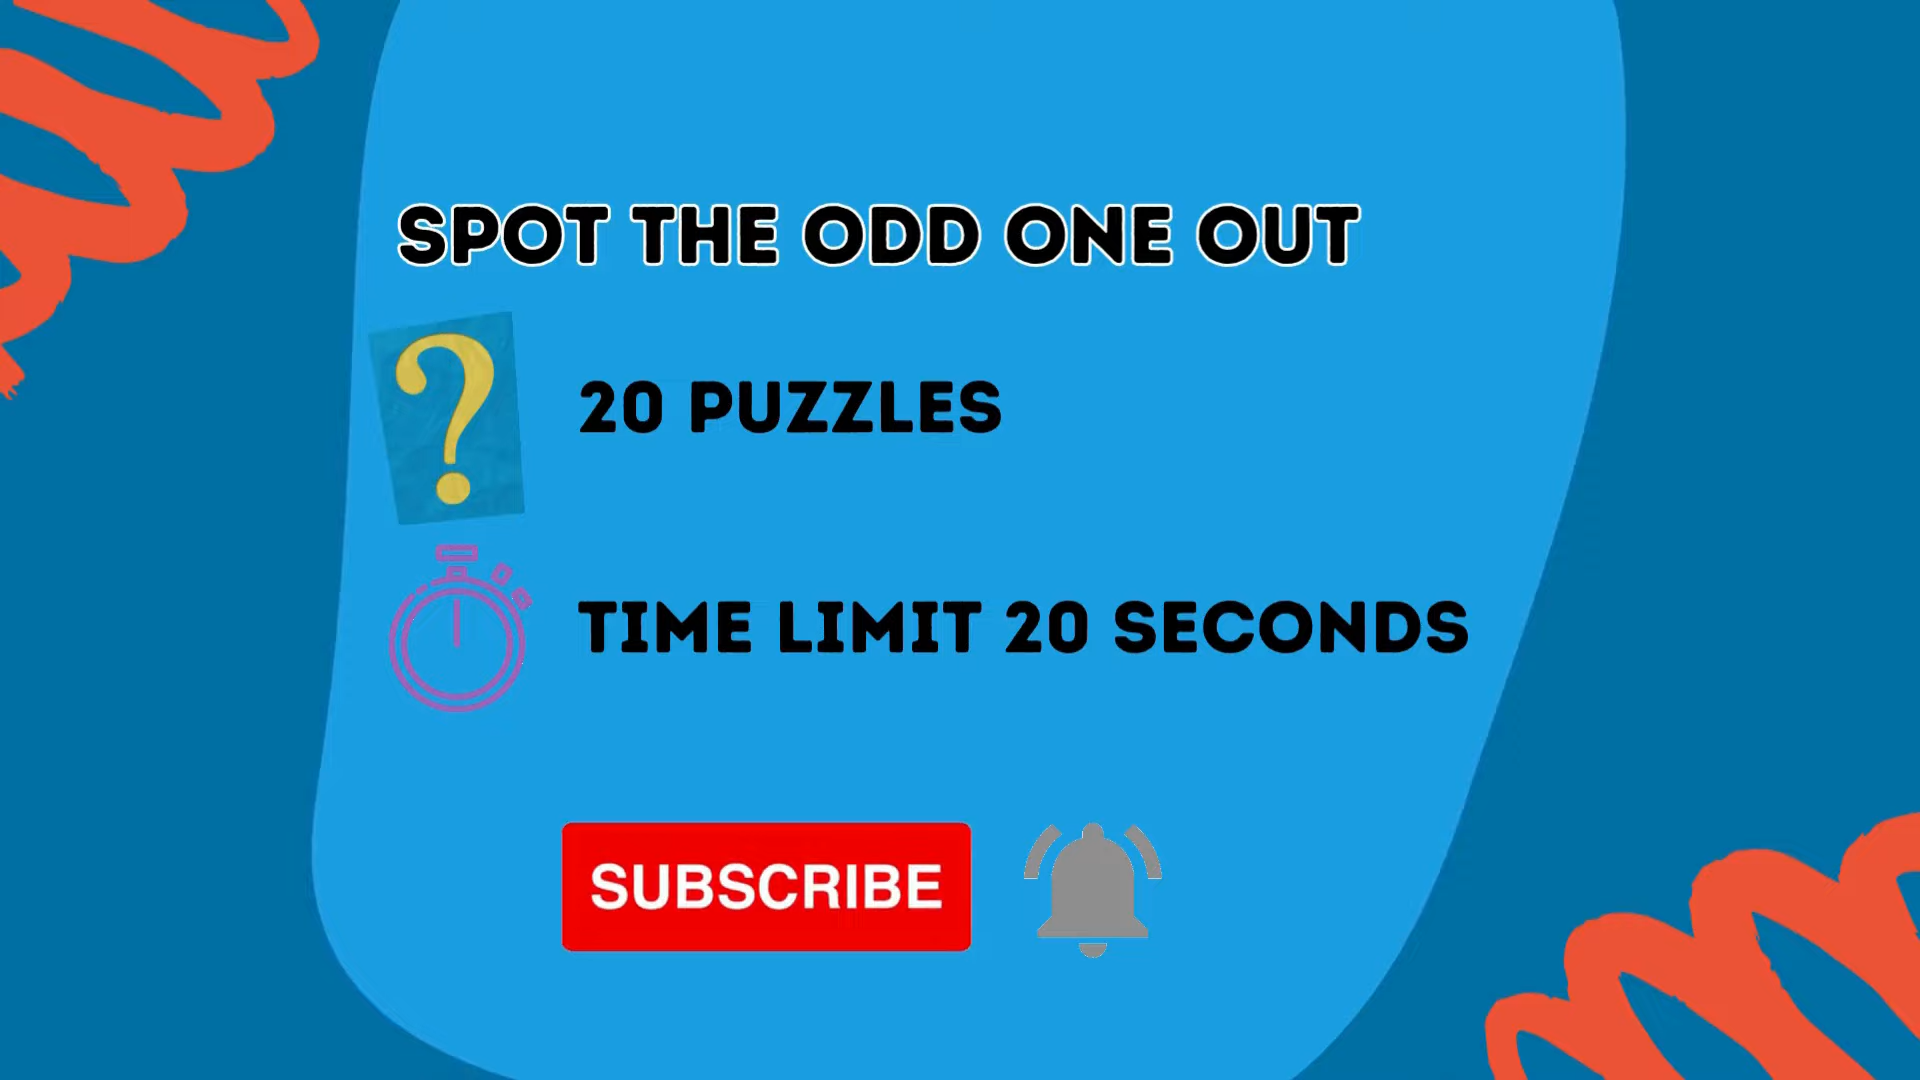 SPOT THE ODD ONE OUT
?
20 PUZZLES
TIME LIMIT 20 SECONDS
SUBSCRIBE